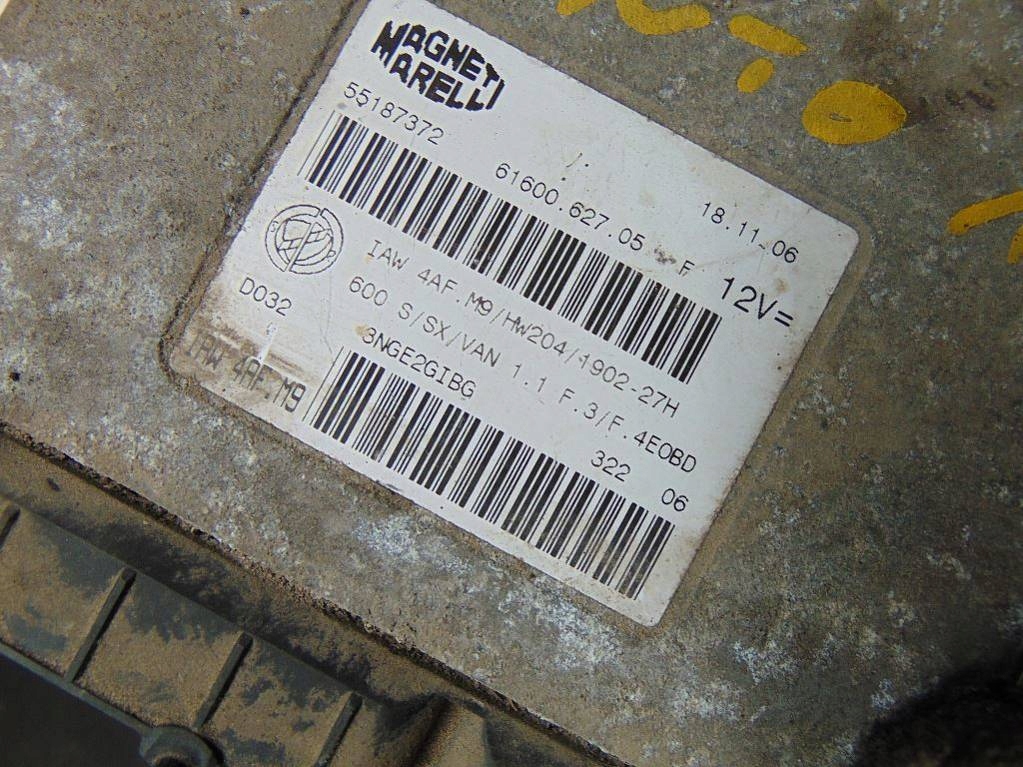 MAGNETI
MARELLI
55187372 61600.627.05 F 18.11.06
12V=
IAW 4AF.M9/HW204/1902-27H
600 S/SX/VAN 1.1 F.3/F.4EOBD
D032 3NGE2GIBG 322 06
IAW 4AF.M9